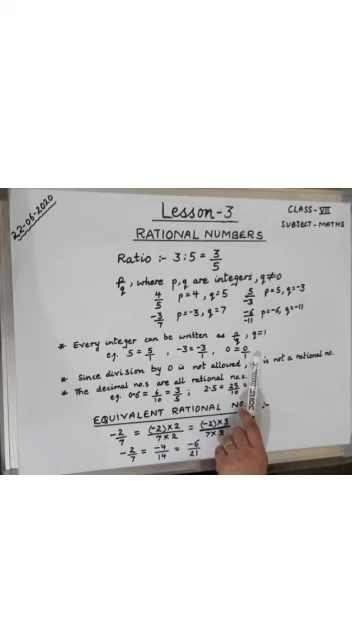 22-06-2020
Lesson-3
CLASS-VII
SUBJECT-MATHS
RATIONAL NUMBERS
Ratio :- 3:5 = 3/5
p/q, where p,q are integers, q≠0
4/5 p=4, q=5 5/-3 p=5, q=-3
-3/7 p=-3, q=7 -6/-11 p=-6, q=-11
* Every integer can be written as p/q, q=1
eg. 5 = 5/1, -3 = -3/1, 0 = 0/1
* Since division by 0 is not allowed, is not a rational no.
* The decimal no.s are all rational no.s.
eg. 0.6 = 6/10 = 3/5 ; 2.5 = 25/10 =
EQUIVALENT RATIONAL NO. :-
-2/7 = (-2)×2/7×2 = (-2)×3/7×3
-2/7 = -4/14 = -6/21